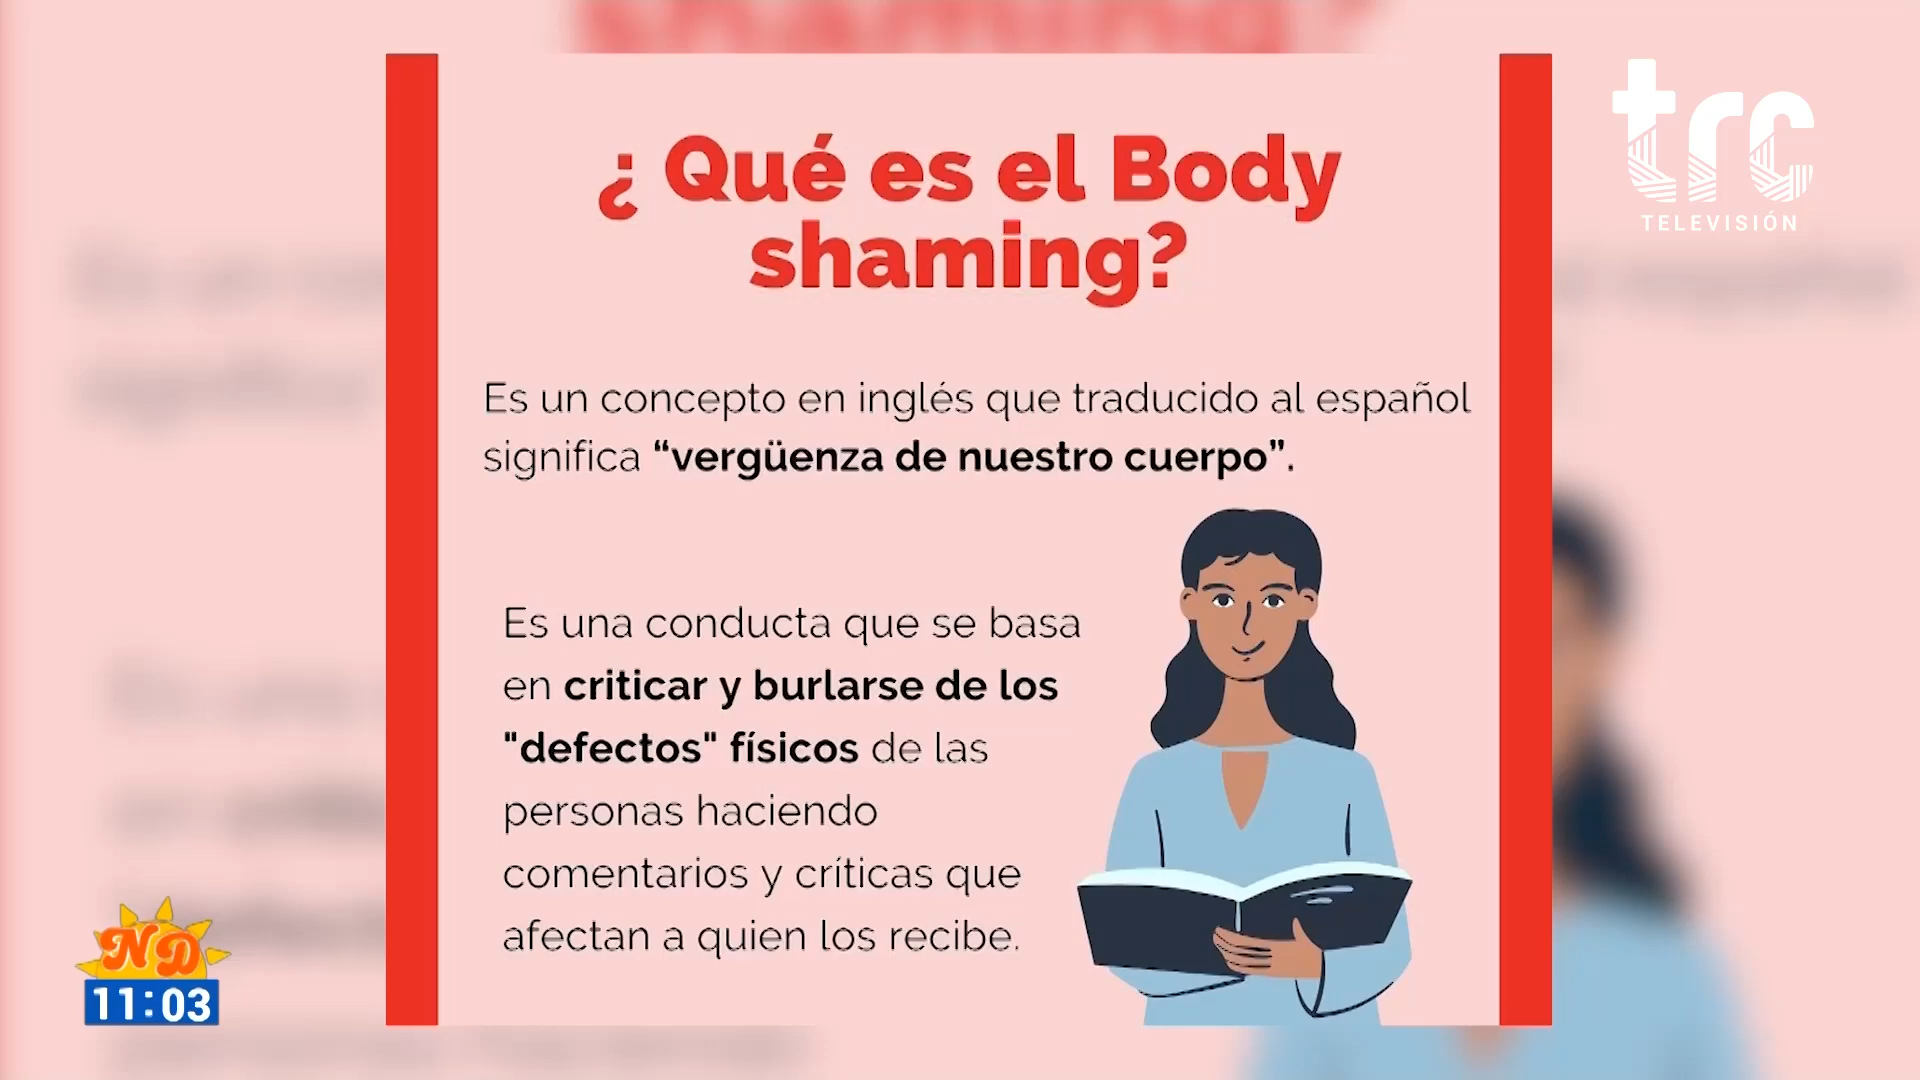 ¿ Qué es el Body
shaming?
Es un concepto en inglés que traducido al español
significa “vergüenza de nuestro cuerpo”.
Es una conducta que se basa
en criticar y burlarse de los
"defectos" físicos de las
personas haciendo
comentarios y críticas que
afectan a quien los recibe.
trc
TELEVISIÓN
ND
11:03